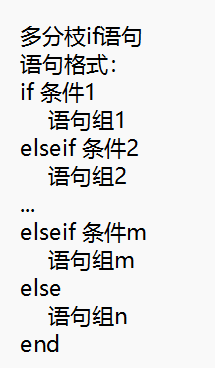 多分枝if语句
语句格式：
if 条件1
语句组1
elseif 条件2
语句组2
...
elseif 条件m
语句组m
else
语句组n
end